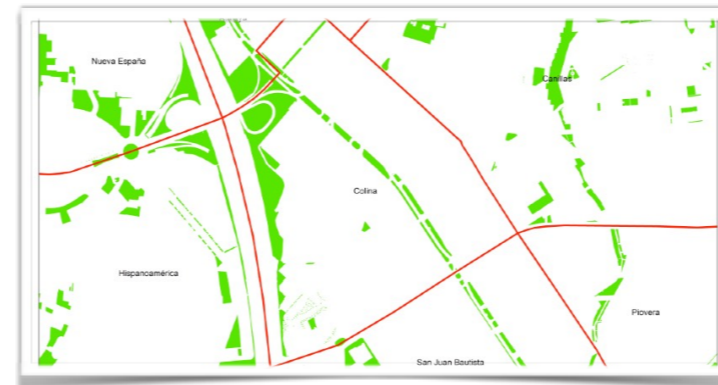 Nueva España
Canillas
Colina
Hispanoamérica
Piovera
San Juan Bautista